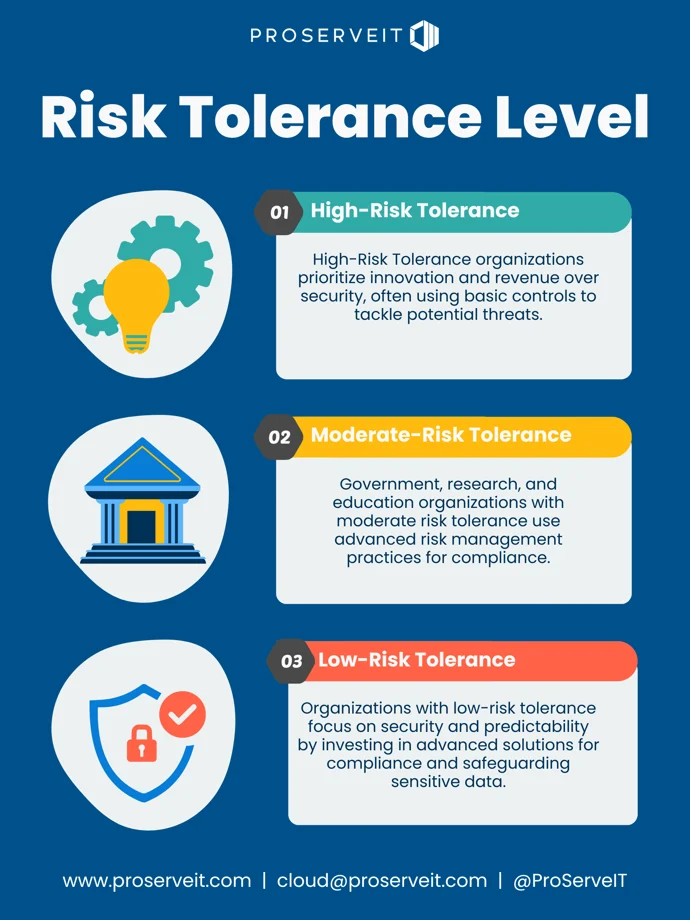 PROSERVEIT
Risk Tolerance Level
01 High-Risk Tolerance
High-Risk Tolerance organizations
prioritize innovation and revenue over
security, often using basic controls to
tackle potential threats.
02 Moderate-Risk Tolerance
Government, research, and
education organizations with
moderate risk tolerance use
advanced risk management
practices for compliance.
03 Low-Risk Tolerance
Organizations with low-risk tolerance
focus on security and predictability
by investing in advanced solutions for
compliance and safeguarding
sensitive data.
www.proserveit.com | cloud@proserveit.com | @ProServeIT